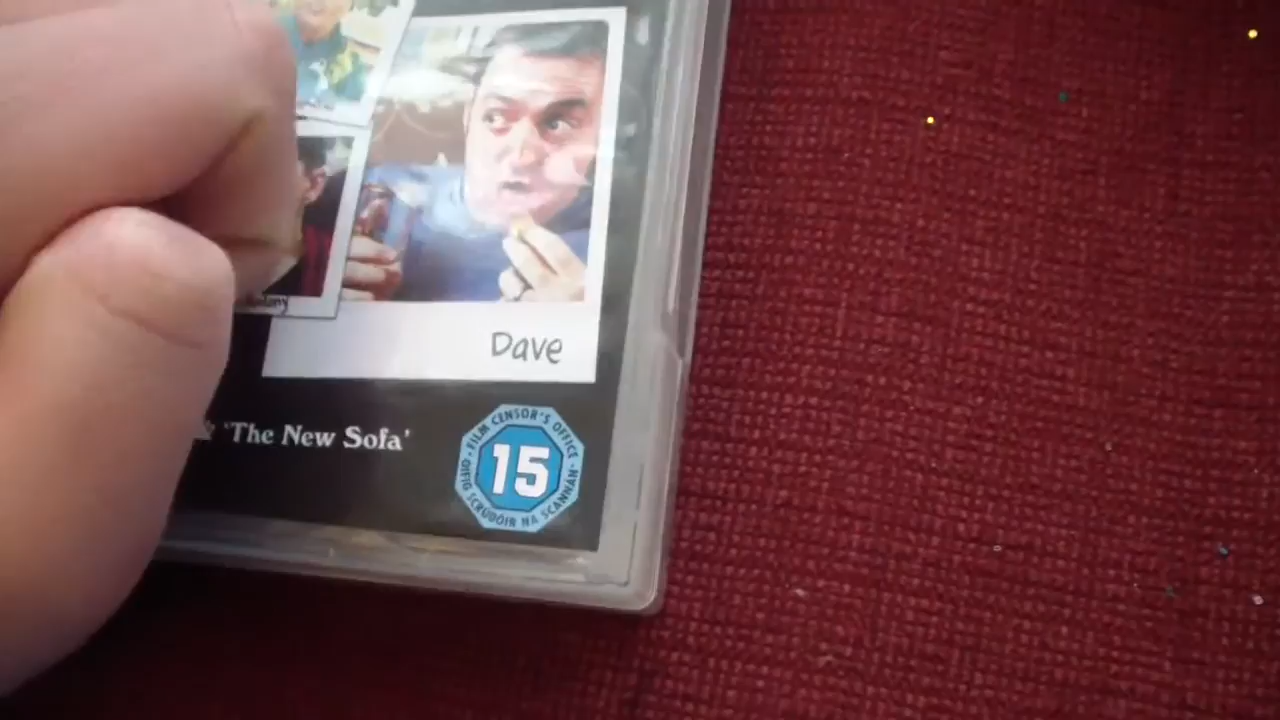 Dave
'The New Sofa'
FILM CENSOR'S OFFICE
15
OIFIG SCRÚDÓIR NA SCANNÁN